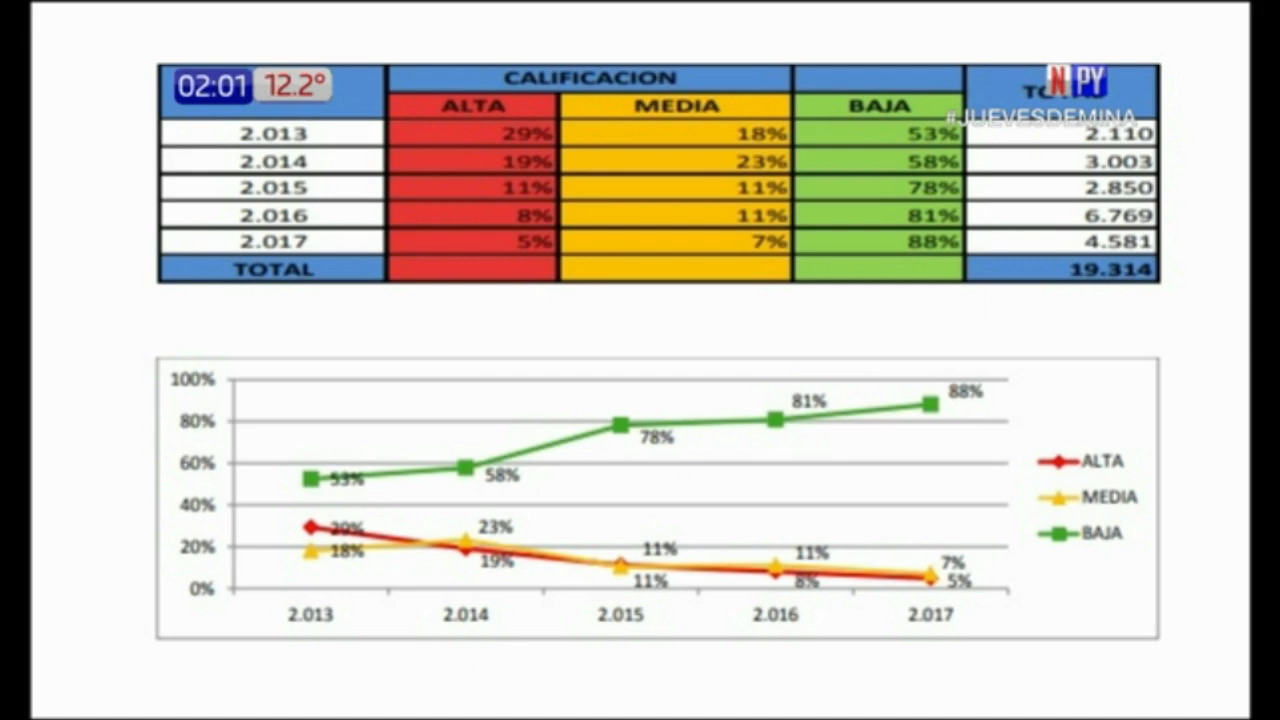 02:01 12.2°
CALIFICACION
N PY
ALTA MEDIA BAJA
#JUEVESDEMINA
2.013 29% 18% 53% 2.110
2.014 19% 23% 58% 3.003
2.015 11% 11% 78% 2.850
2.016 8% 11% 81% 6.769
2.017 5% 7% 88% 4.581
TOTAL 19.314
100%
80%
60%
40%
20%
0%
53% 58% 78% 81% 88%
29% 19% 11% 8% 5%
18% 23% 11% 11% 7%
2.013 2.014 2.015 2.016 2.017
ALTA
MEDIA
BAJA